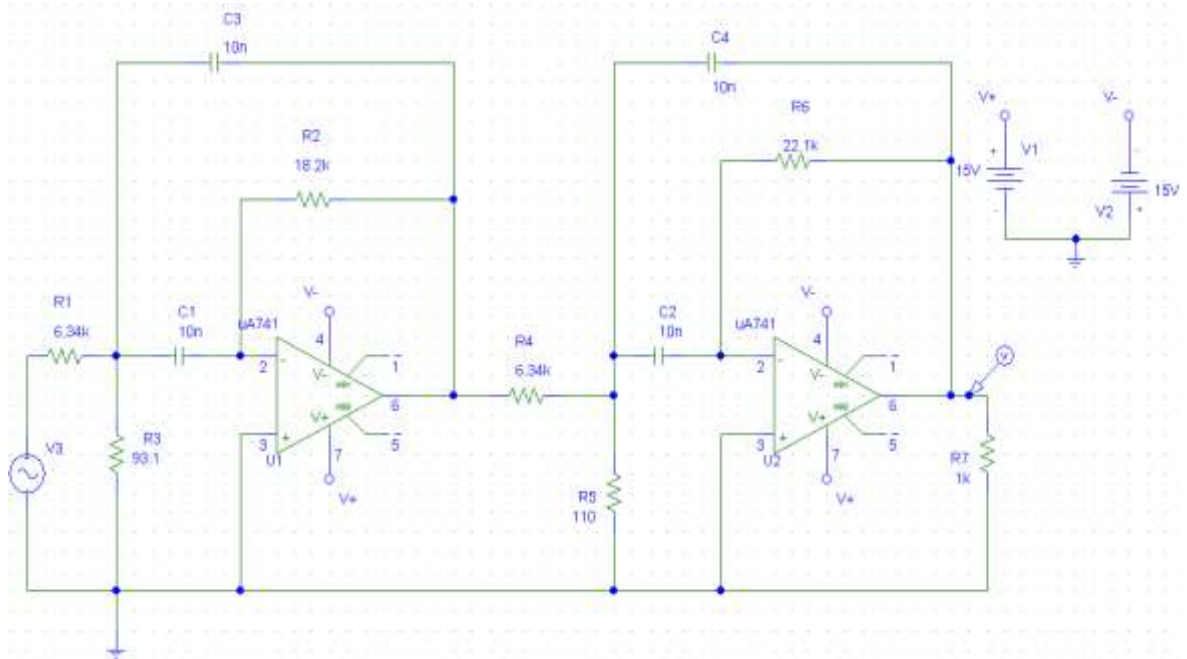 C3
10n
R2
18.2k
R1
6.34k
C1
10n
uA741
V-
4
2
V-
1
6
V+
3
5
U1
7
V+
R3
93.1
V3
R4
6.34k
C4
10n
R6
22.1k
C2
10n
uA741
V-
4
2
V-
1
6
V+
3
5
U2
7
V+
R5
110
V
R7
1k
V+
V-
+
V1
15V
-
-
15V
V2
+